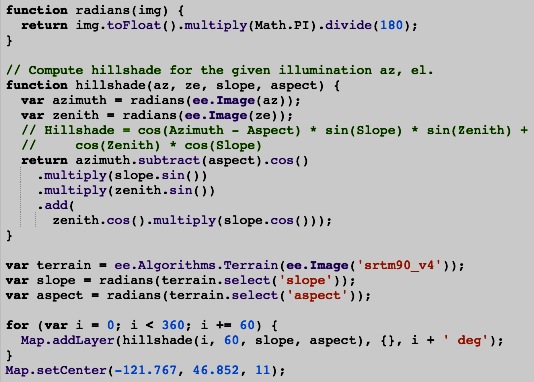 function radians(img) {
  return img.toFloat().multiply(Math.PI).divide(180);
}

// Compute hillshade for the given illumination az, el.
function hillshade(az, ze, slope, aspect) {
  var azimuth = radians(ee.Image(az));
  var zenith = radians(ee.Image(ze));
  // Hillshade = cos(Azimuth - Aspect) * sin(Slope) * sin(Zenith) +
  //     cos(Zenith) * cos(Slope)
  return azimuth.subtract(aspect).cos()
    .multiply(slope.sin())
    .multiply(zenith.sin())
    .add(
      zenith.cos().multiply(slope.cos()));
}

var terrain = ee.Algorithms.Terrain(ee.Image('srtm90_v4'));
var slope = radians(terrain.select('slope'));
var aspect = radians(terrain.select('aspect'));

for (var i = 0; i < 360; i += 60) {
  Map.addLayer(hillshade(i, 60, slope, aspect), {}, i + ' deg');
}
Map.setCenter(-121.767, 46.852, 11);